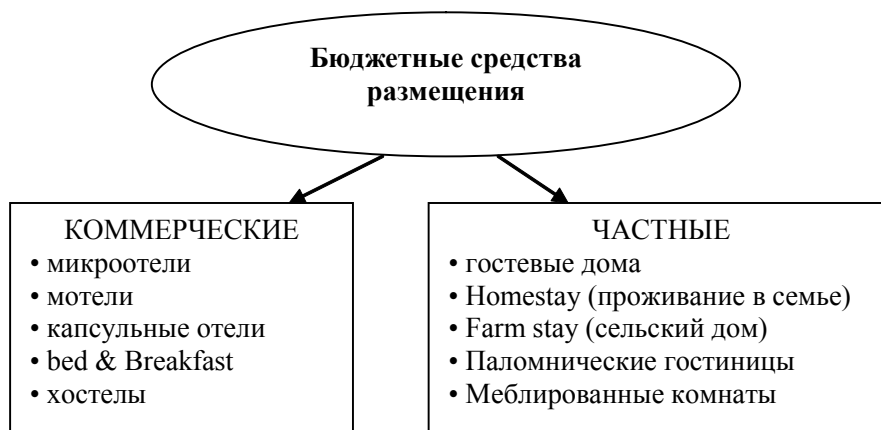 Бюджетные средства
размещения
КОММЕРЧЕСКИЕ
• микроотели
• мотели
• капсульные отели
• bed & Breakfast
• хостелы
ЧАСТНЫЕ
• гостевые дома
• Homestay (проживание в семье)
• Farm stay (сельский дом)
• Паломнические гостиницы
• Меблированные комнаты